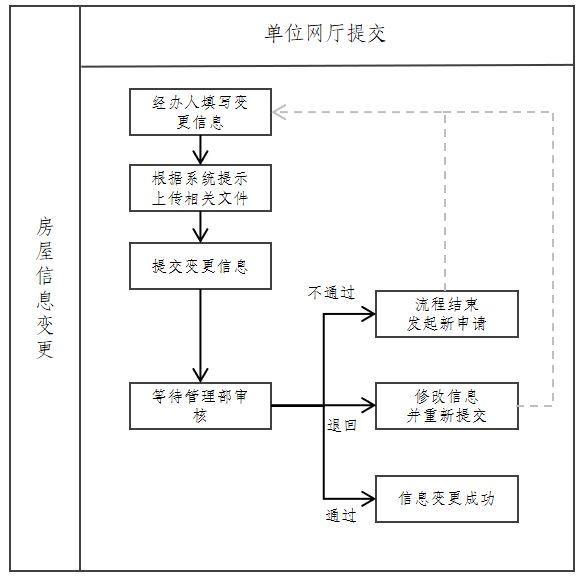 单位网厅提交
房屋信息变更
经办人填写变
更信息
根据系统提示
上传相关文件
提交变更信息
等待管理部审
核
不通过
流程结束
发起新申请
退回
修改信息
并重新提交
通过
信息变更成功